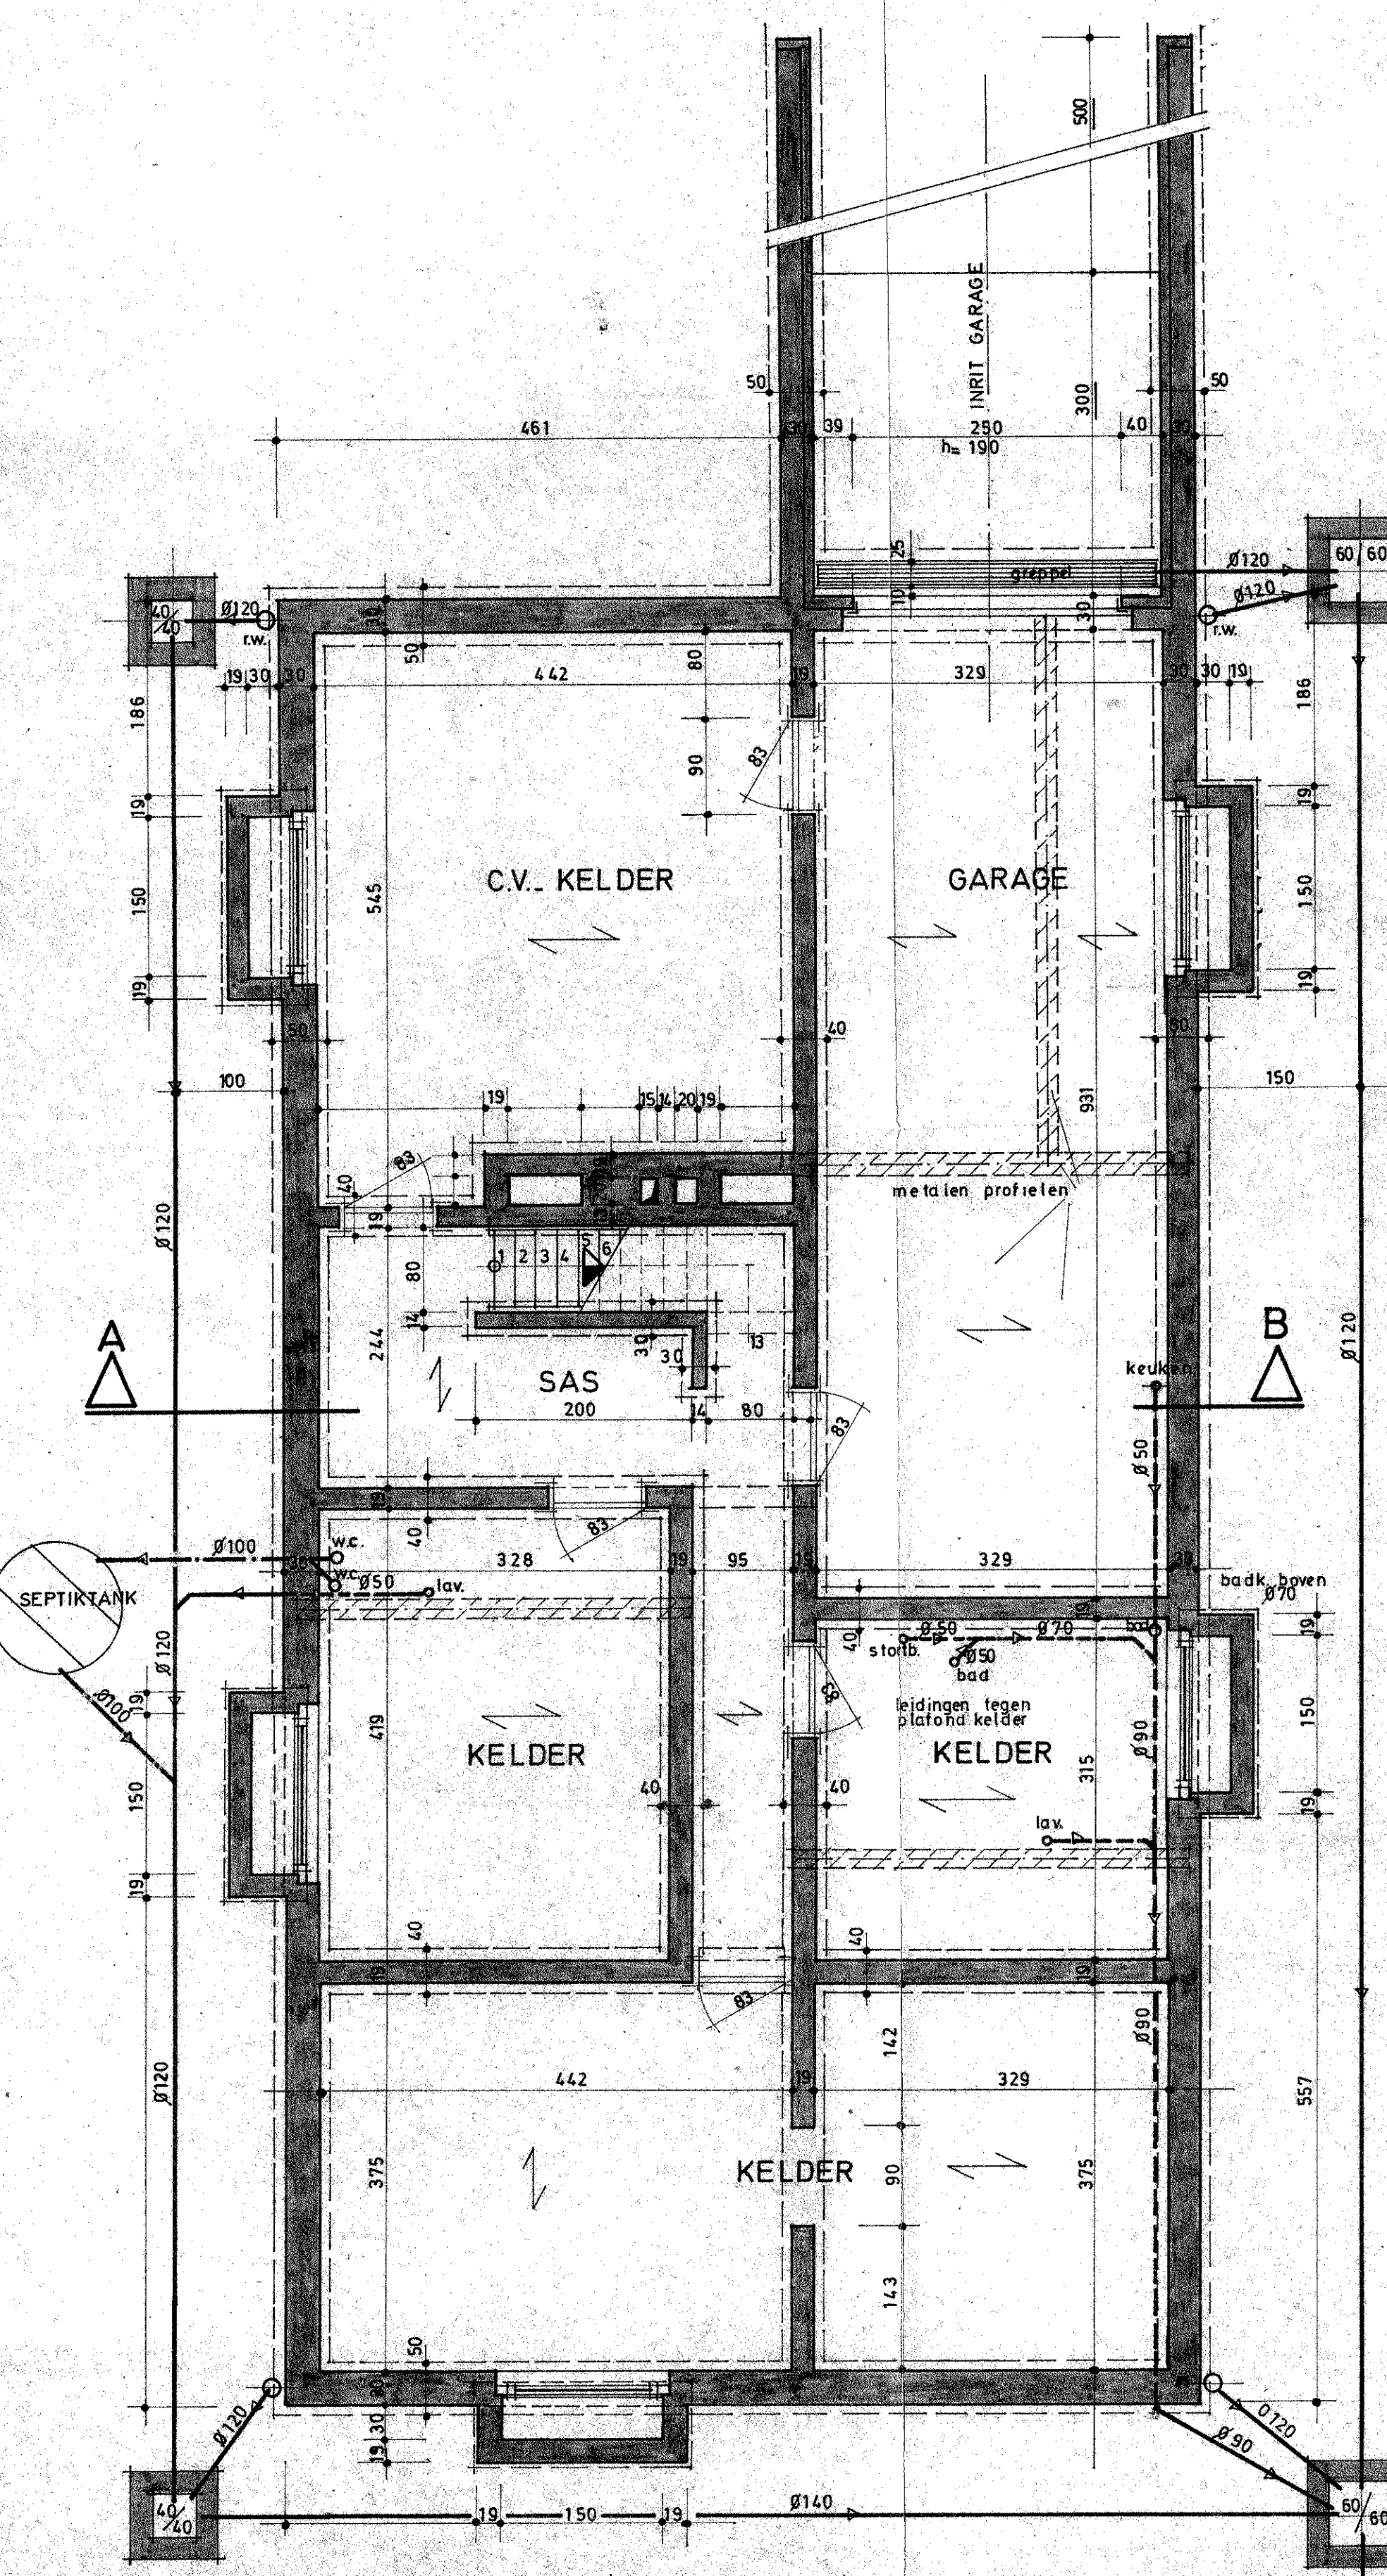 500
INRIT GARAGE
300
50
50
461
30
39
250
40
30
h= 190
25
greppel
10
30
Ø120
Ø120
60/60
r.w.
40/40
Ø120
r.w.
30
50
80
19 30 30
442
19
329
30 30 19
186
186
90
83
19
19
C.V._ KELDER
GARAGE
150
545
150
19
19
50
40
50
100
150
931
19
15 14 20 19
83
40
metalen profielen
19
Ø120
Ø120
1 2 3 4 5 6
80
14
244
30
30
13
A
B
SAS
keuken
200
14
80
83
Ø50
19
40
83
Ø100
w.c.
w.c.
328
19
95
19
329
30
SEPTIKTANK
Ø50
lav.
badk. boven
Ø70
19
40
Ø50
Ø70
bad
stortb.
Ø50
bad
19
Ø120
83
Ø100
19
leidingen tegen
plafond kelder
419
KELDER
KELDER
Ø90
150
150
315
40
40
19
lav.
19
40
40
19
19
83
Ø120
142
Ø90
442
19
329
557
KELDER
375
90
375
143
50
30
19 30
Ø120
Ø120
Ø90
40/40
19
150
19
Ø140
60/60